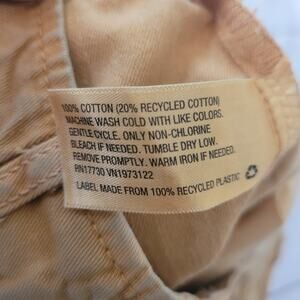 100% COTTON (20% RECYCLED COTTON)
MACHINE WASH COLD WITH LIKE COLORS.
GENTLE CYCLE. ONLY NON-CHLORINE
BLEACH IF NEEDED. TUMBLE DRY LOW.
REMOVE PROMPTLY. WARM IRON IF NEEDED.
RN17730 VN1973122
LABEL MADE FROM 100% RECYCLED PLASTIC